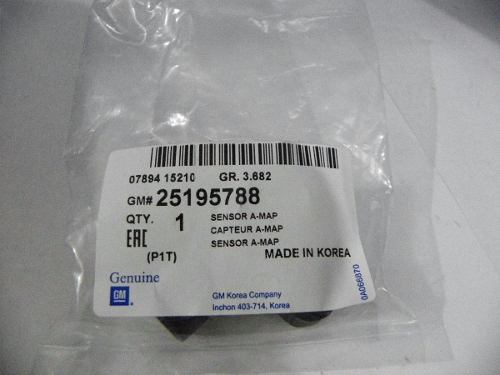 07894 15210 GR. 3.682
GM# 25195788
QTY. 1 SENSOR A-MAP
CAPTEUR A-MAP
EAC SENSOR A-MAP
(P1T) MADE IN KOREA
Genuine
GM
GM Korea Company
Inchon 403-714, Korea
0A066870